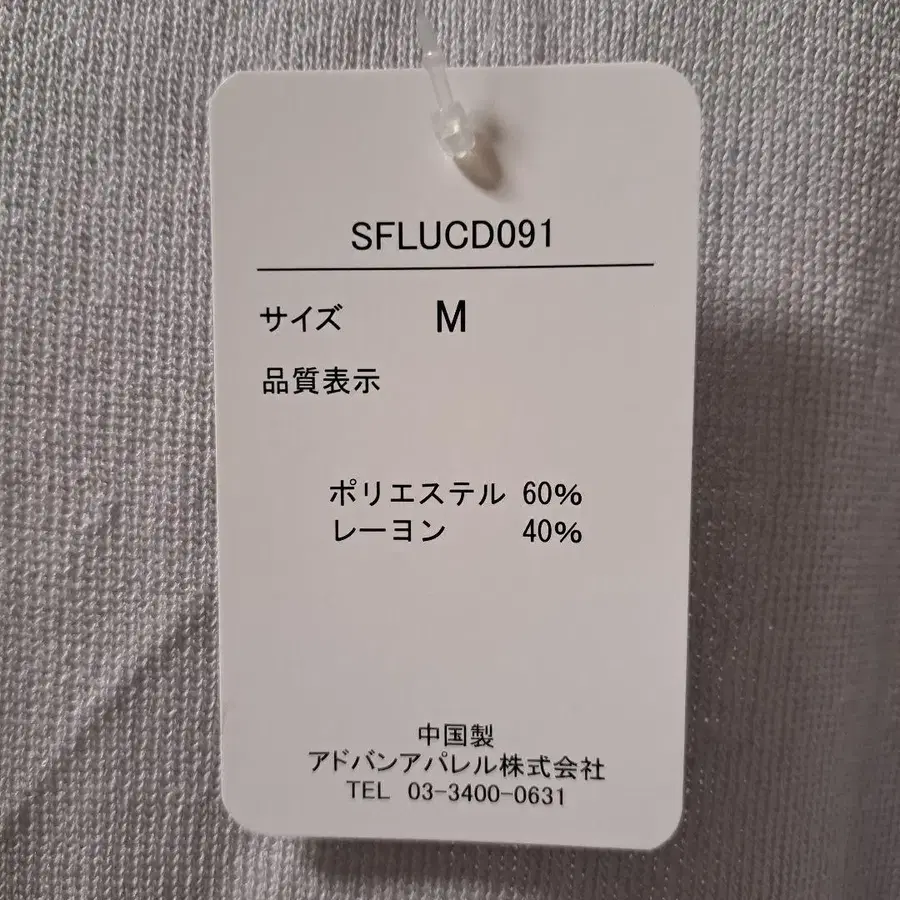 SFLUCD091
サイズ M
品質表示
ポリエステル 60%
レーヨン 40%
中国製
アドバンアパレル株式会社
TEL 03-3400-0631